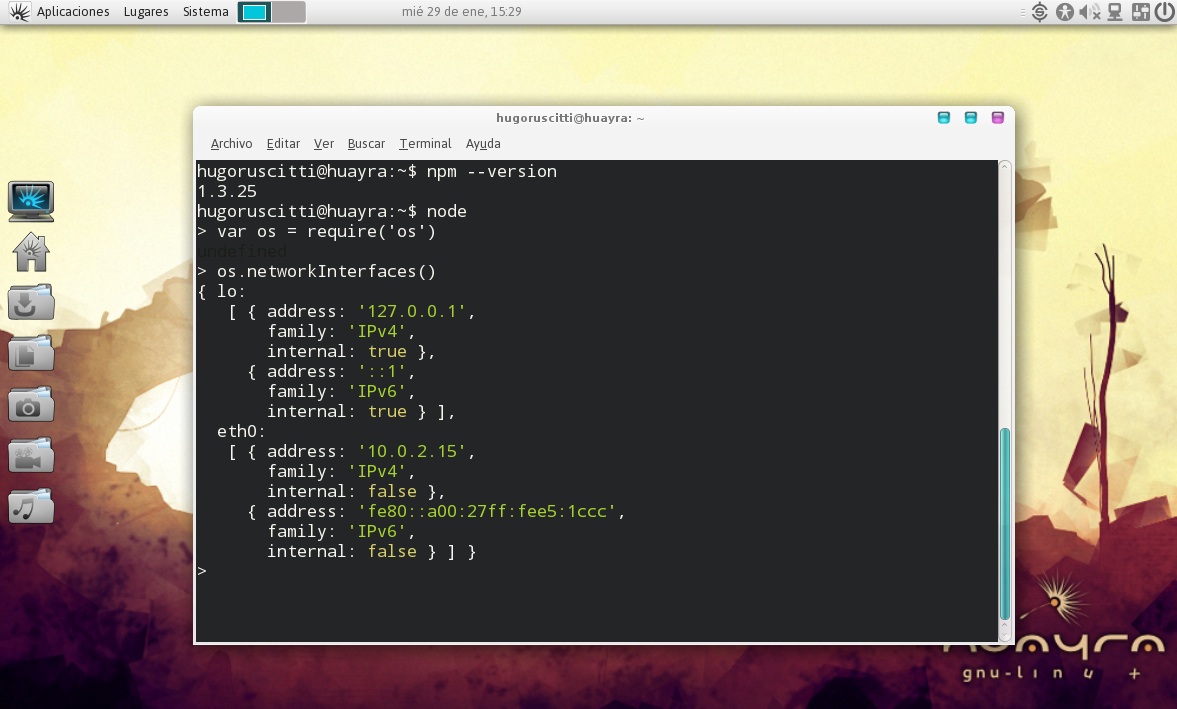 Aplicaciones Lugares Sistema mié 29 de ene, 15:29
hugoruscitti@huayra: ~
Archivo Editar Ver Buscar Terminal Ayuda
hugoruscitti@huayra:~$ npm --version
1.3.25
hugoruscitti@huayra:~$ node
> var os = require('os')
undefined
> os.networkInterfaces()
{ lo:
   [ { address: '127.0.0.1',
       family: 'IPv4',
       internal: true },
     { address: '::1',
       family: 'IPv6',
       internal: true } ],
  eth0:
   [ { address: '10.0.2.15',
       family: 'IPv4',
       internal: false },
     { address: 'fe80::a00:27ff:fee5:1ccc',
       family: 'IPv6',
       internal: false } ] }
>
huayra
gnu-linux